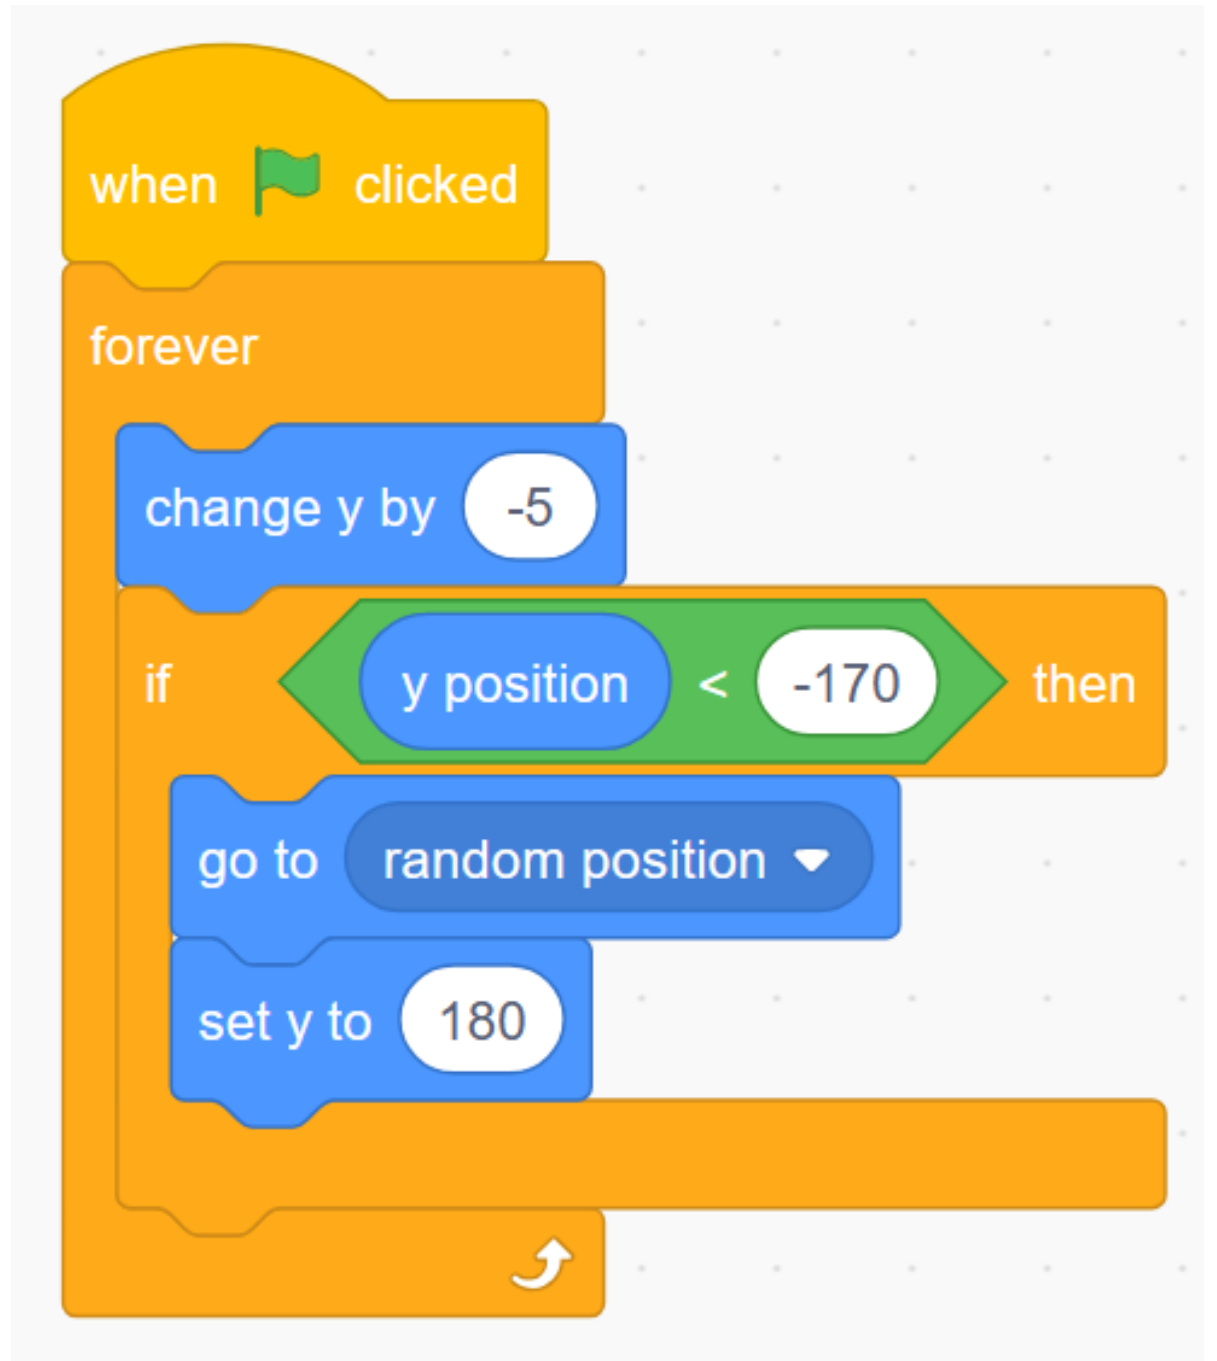 when clicked
forever
change y by -5
if y position < -170 then
go to random position
set y to 180